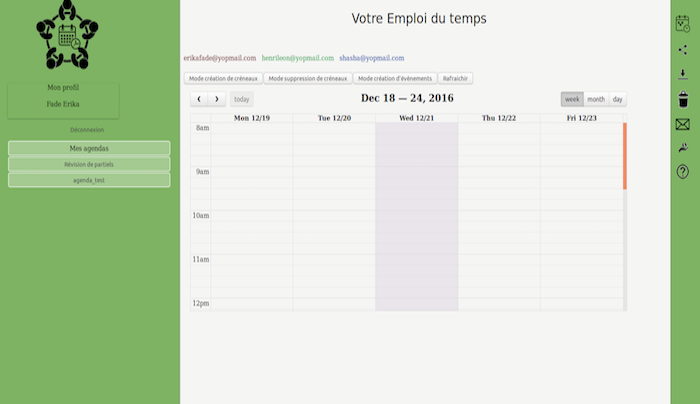 Votre Emploi du temps
Mon profil
Fade Erika
Déconnexion
Mes agendas
Révision de partiels
agenda_test
erikafade@yopmail.com henrileon@yopmail.com shasha@yopmail.com
Mode création de créneaux Mode suppression de créneaux Mode création d'évènements Rafraichir
today Dec 18 — 24, 2016 week month day
Mon 12/19 Tue 12/20 Wed 12/21 Thu 12/22 Fri 12/23
8am
9am
10am
11am
12pm